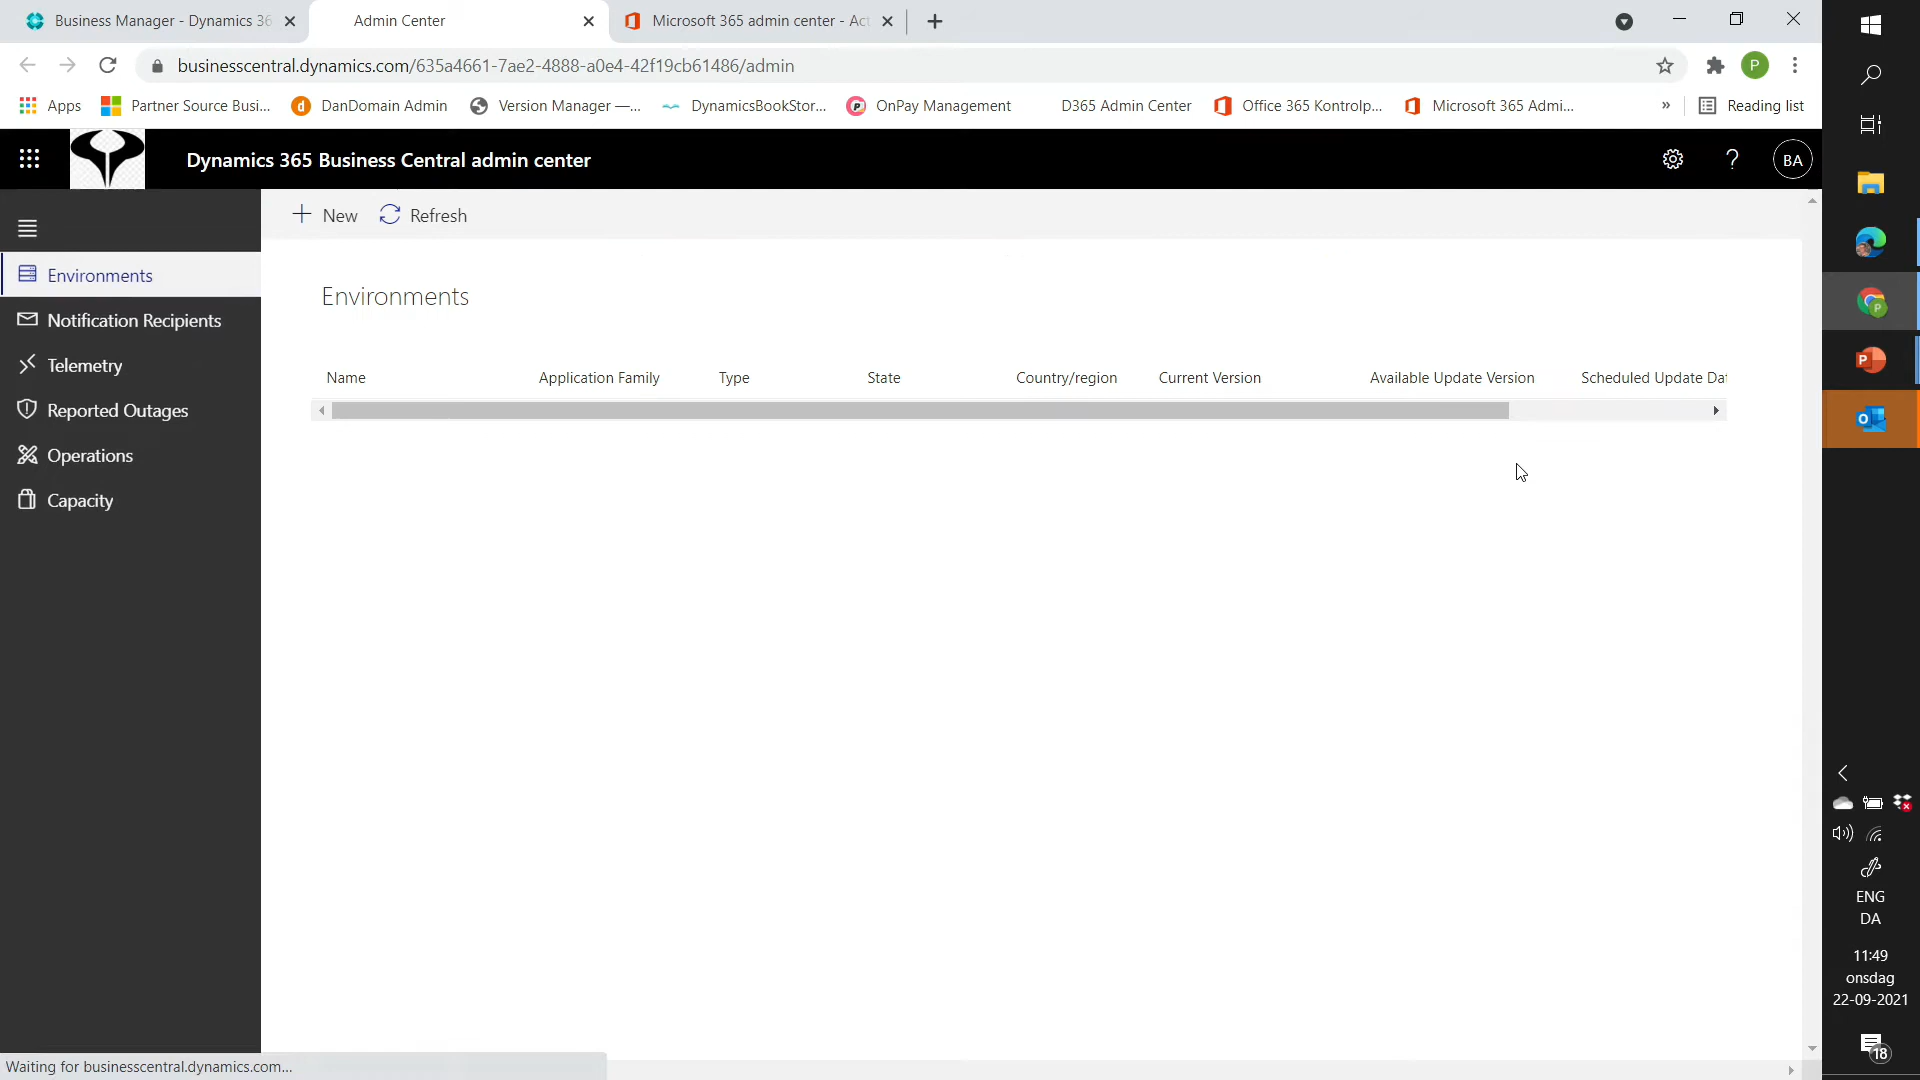 Business Manager - Dynamics 36
Admin Center
Microsoft 365 admin center - Act
businesscentral.dynamics.com/635a4661-7ae2-4888-a0e4-42f19cb61486/admin
P
Apps
Partner Source Busi...
DanDomain Admin
Version Manager —...
DynamicsBookStor...
OnPay Management
D365 Admin Center
Office 365 Kontrolp...
Microsoft 365 Admi...
»
Reading list
Dynamics 365 Business Central admin center
?
BA
New
Refresh
Environments
Notification Recipients
Telemetry
Reported Outages
Operations
Capacity
Environments
Name
Application Family
Type
State
Country/region
Current Version
Available Update Version
Scheduled Update Dat
Waiting for businesscentral.dynamics.com...
ENG
DA
11:49
onsdag
22-09-2021
18